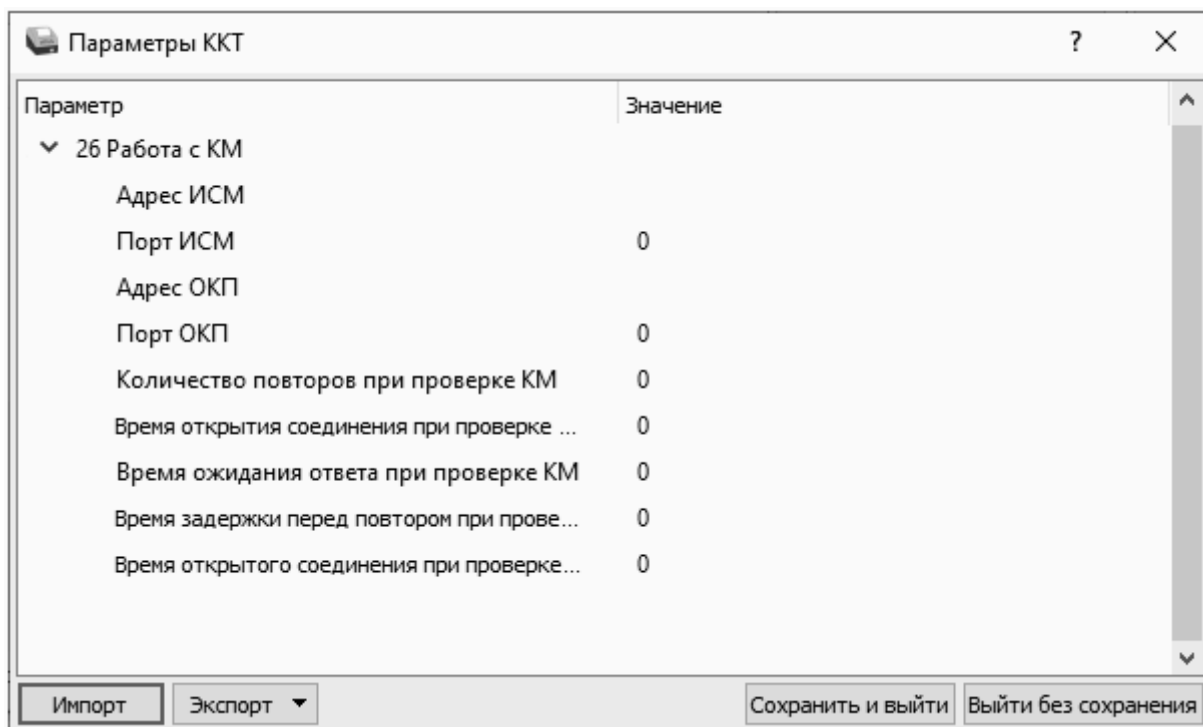 Параметры ККТ ?
Параметр Значение
26 Работа с КМ
Адрес ИСМ
Порт ИСМ 0
Адрес ОКП
Порт ОКП 0
Количество повторов при проверке КМ 0
Время открытия соединения при проверке ... 0
Время ожидания ответа при проверке КМ 0
Время задержки перед повтором при прове... 0
Время открытого соединения при проверке... 0
Импорт Экспорт Сохранить и выйти Выйти без сохранения